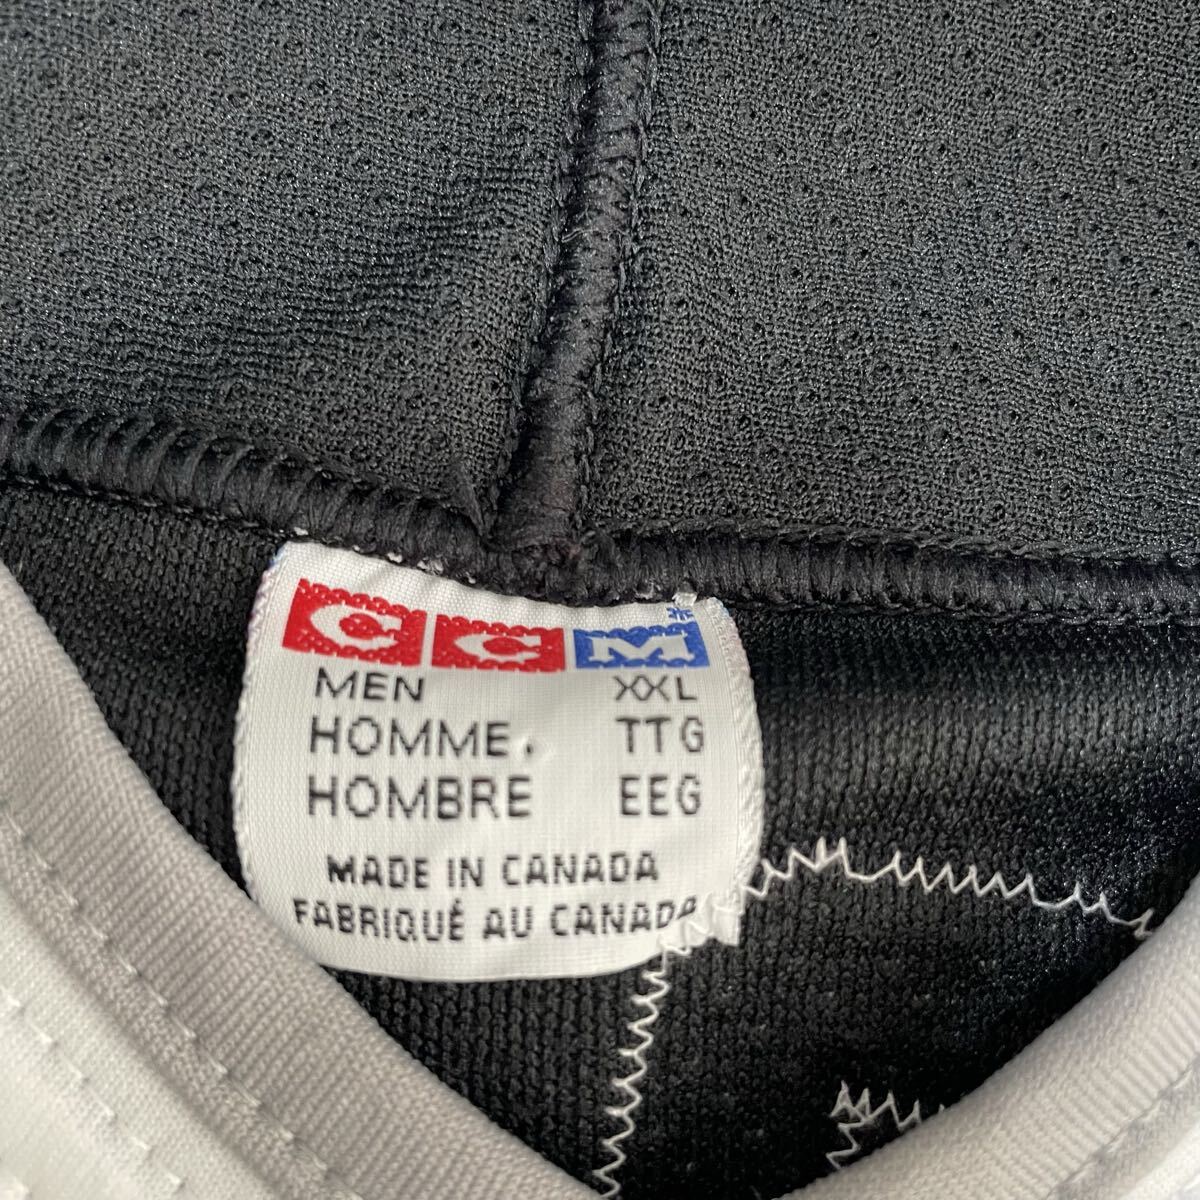 CCM
MEN XXL
HOMME. TTG
HOMBRE EEG
MADE IN CANADA
FABRIQUÉ AU CANADA